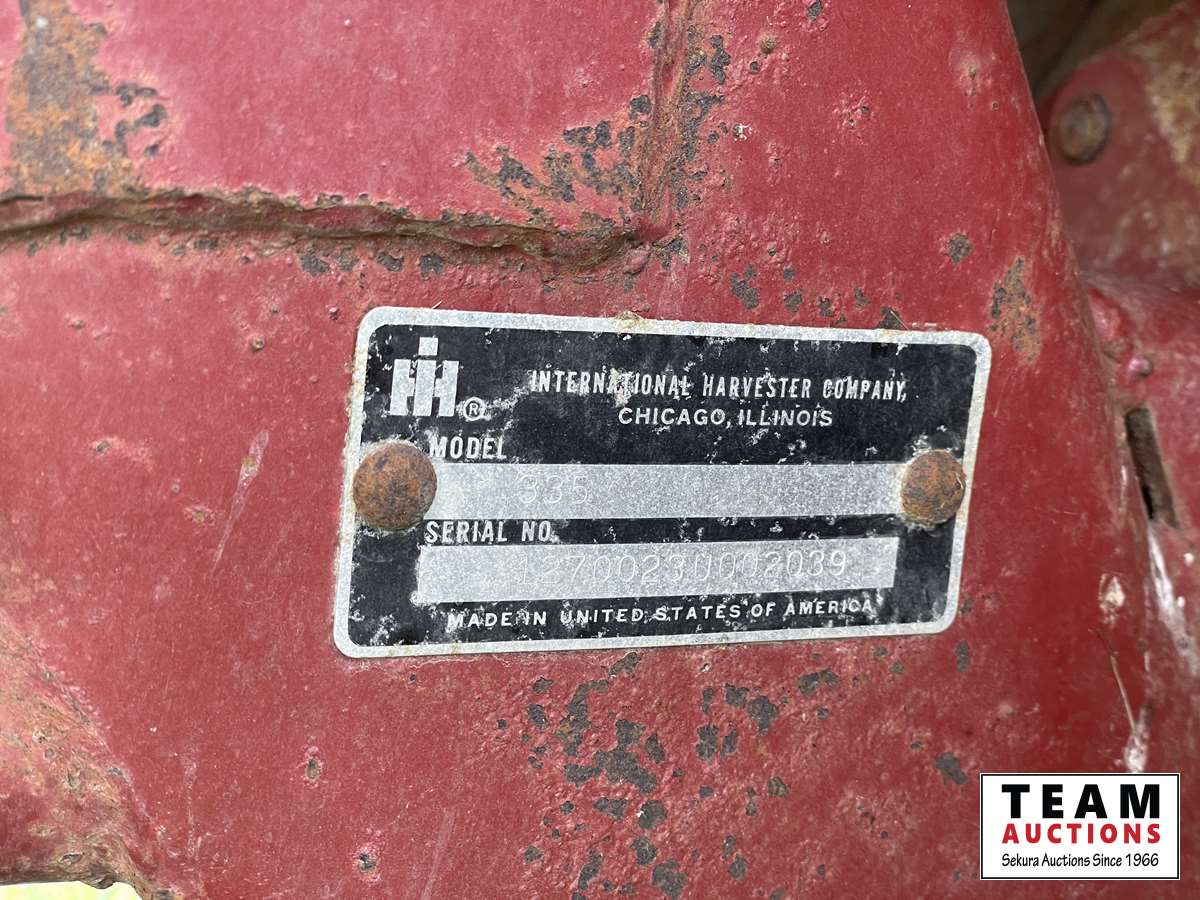 IH®
INTERNATIONAL HARVESTER COMPANY,
CHICAGO, ILLINOIS
MODEL
335
SERIAL NO.
1270023U002039
MADE IN UNITED STATES OF AMERICA
TEAM
AUCTIONS
Sekura Auctions Since 1966